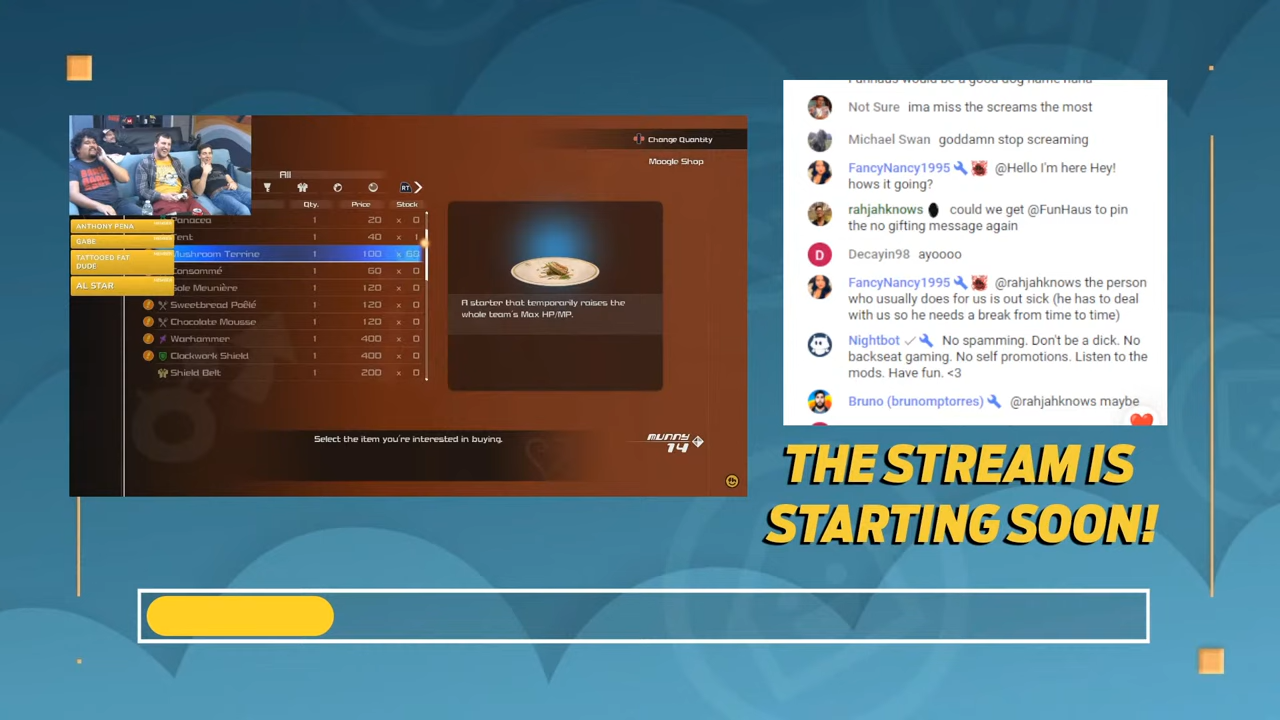 Change Quantity
Moogle Shop
All
RT
Qty. Price Stock
Panacea 1 20 x 0
Tent 1 40 x 1
Mushroom Terrine 1 100 x 60
Consommé 1 60 x 0
Sole Meunière 1 120 x 0
Sweetbread Poêlé 1 120 x 0
Chocolate Mousse 1 120 x 0
Warhammer 1 400 x 0
Clockwork Shield 1 400 x 0
Shield Belt 1 200 x 0
ANTHONY PENA
GABE
TATTOOED FAT
DUDE
AL STAR
A starter that temporarily raises the
whole team's Max HP/MP.
Select the item you're interested in buying.
MUNNY
14
Not Sure ima miss the screams the most
Michael Swan goddamn stop screaming
FancyNancy1995 @Hello I'm here Hey!
hows it going?
rahjahknows could we get @FunHaus to pin
the no gifting message again
D
Decayin98 ayoooo
FancyNancy1995 @rahjahknows the person
who usually does for us is out sick (he has to deal
with us so he needs a break from time to time)
Nightbot No spamming. Don't be a dick. No
backseat gaming. No self promotions. Listen to the
mods. Have fun. <3
Bruno (brunomptorres) @rahjahknows maybe
THE STREAM IS
STARTING SOON!